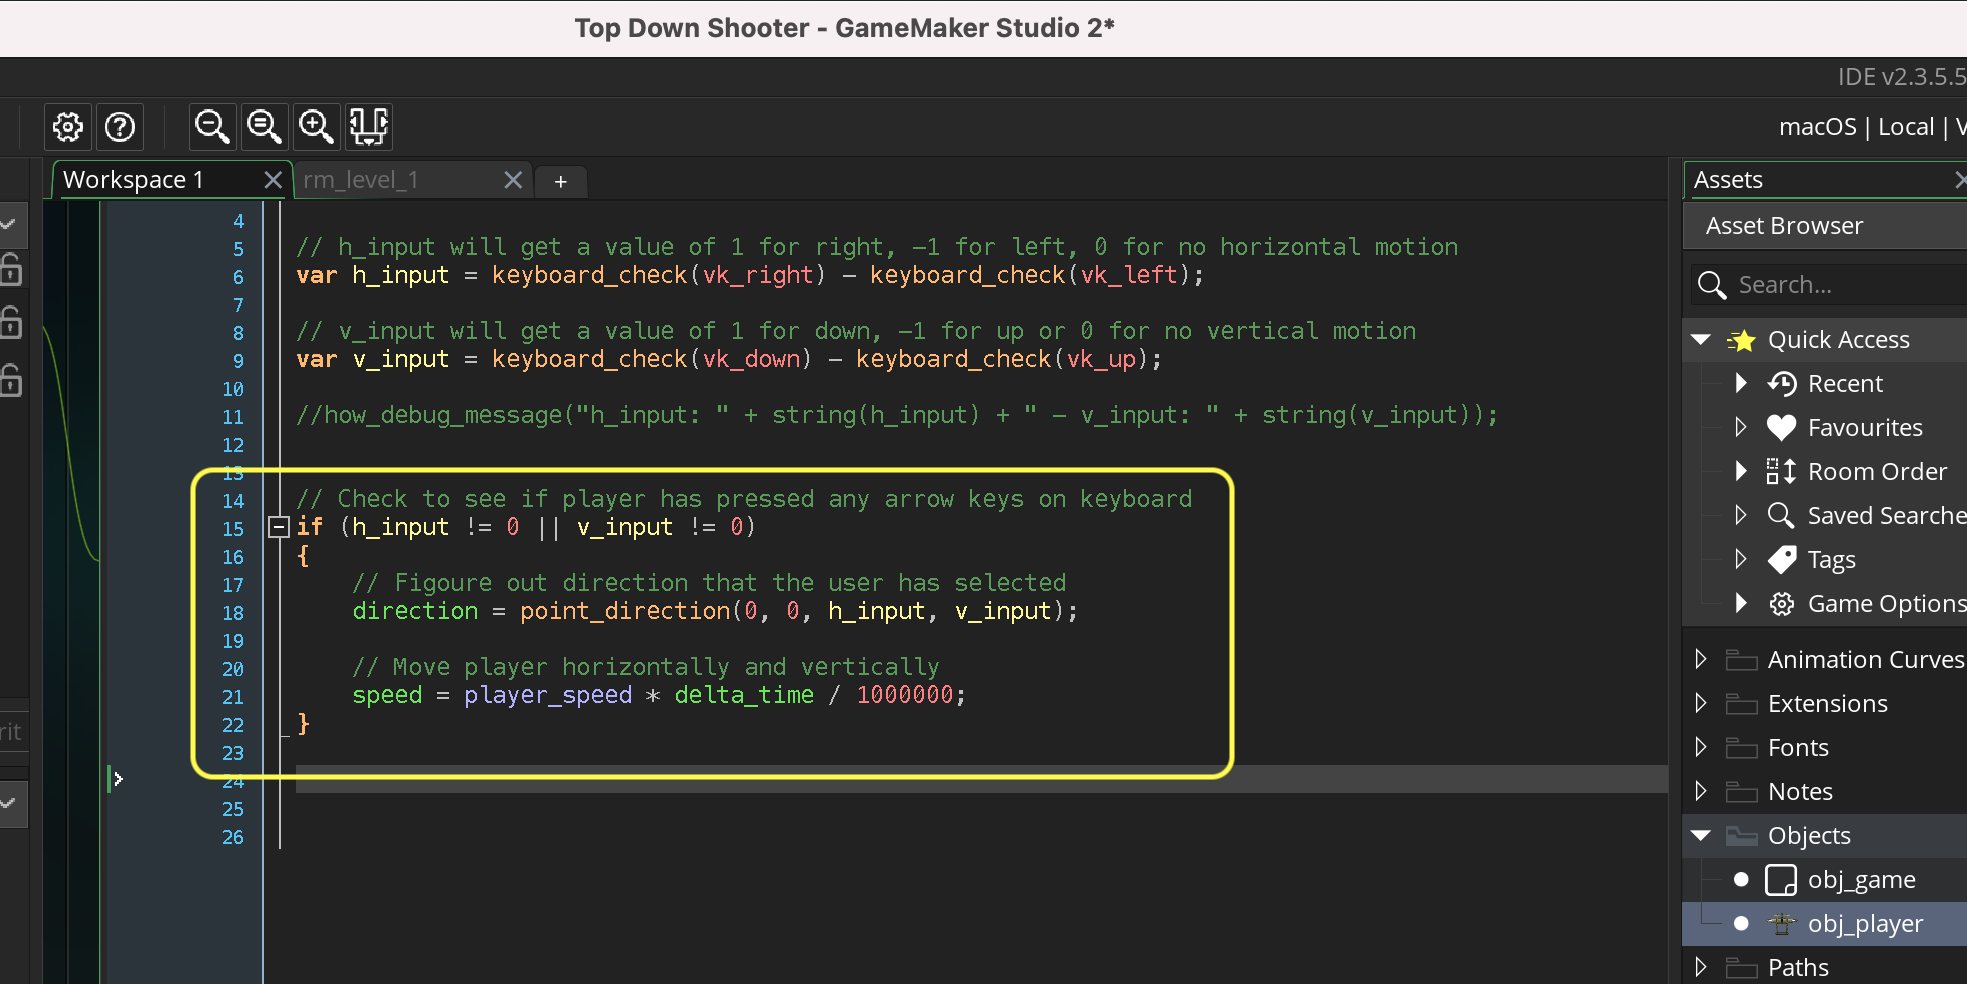 Top Down Shooter - GameMaker Studio 2*
IDE v2.3.5.5
macOS | Local | V
Workspace 1
rm_level_1
+
Assets
Asset Browser
Search...
Quick Access
Recent
Favourites
Room Order
Saved Searche
Tags
Game Options
Animation Curves
Extensions
Fonts
Notes
Objects
obj_game
obj_player
Paths
rit
4
5 // h_input will get a value of 1 for right, -1 for left, 0 for no horizontal motion
6 var h_input = keyboard_check(vk_right) - keyboard_check(vk_left);
7
8 // v_input will get a value of 1 for down, -1 for up or 0 for no vertical motion
9 var v_input = keyboard_check(vk_down) - keyboard_check(vk_up);
10
11 //how_debug_message("h_input: " + string(h_input) + " - v_input: " + string(v_input));
12
13
14 // Check to see if player has pressed any arrow keys on keyboard
15 if (h_input != 0 || v_input != 0)
16 {
17 // Figoure out direction that the user has selected
18 direction = point_direction(0, 0, h_input, v_input);
19
20 // Move player horizontally and vertically
21 speed = player_speed * delta_time / 1000000;
22 }
23
24
25
26